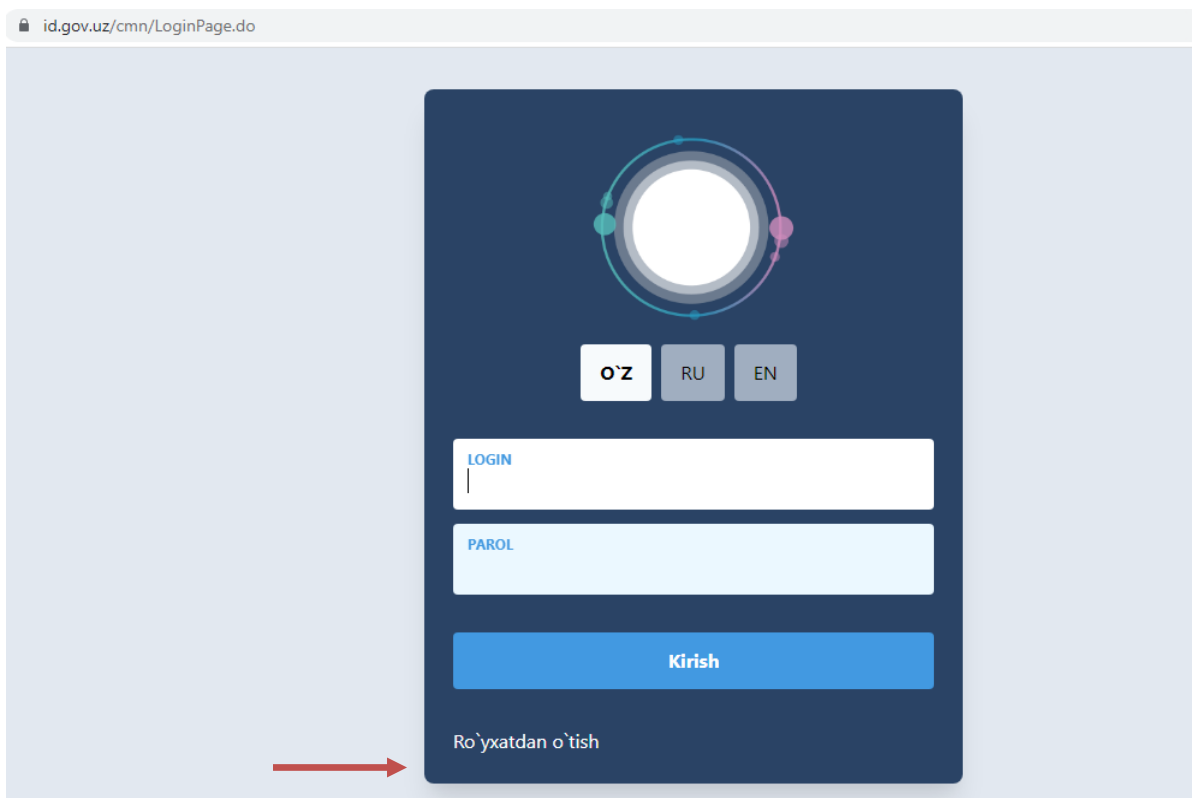 id.gov.uz/cmn/LoginPage.do
O`Z RU EN
LOGIN
PAROL
Kirish
Ro`yxatdan o`tish